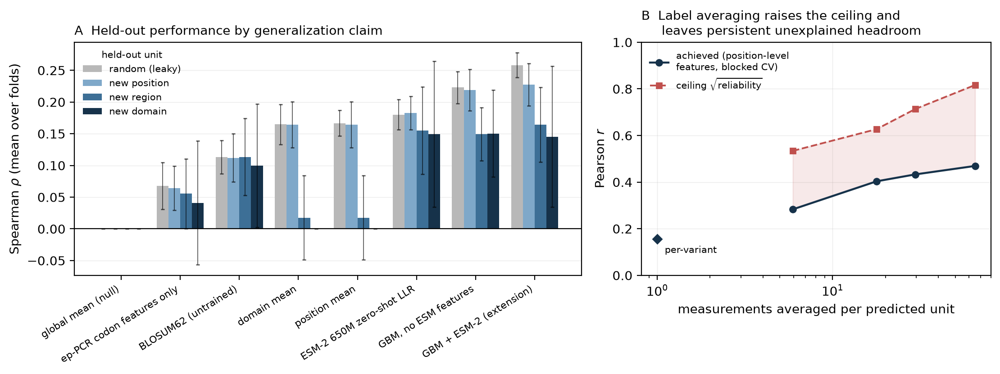 A  Held-out performance by generalization claim
held-out unit
random (leaky)
new position
new region
new domain
Spearman ρ (mean over folds)
0.25
0.20
0.15
0.10
0.05
0.00
−0.05
global mean (null)
ep-PCR codon features only
BLOSUM62 (untrained)
domain mean
position mean
ESM-2 650M zero-shot LLR
GBM, no ESM features
GBM + ESM-2 (extension)
B  Label averaging raises the ceiling and
leaves persistent unexplained headroom
achieved (position-level
features, blocked CV)
ceiling √reliability
Pearson r
1.0
0.8
0.6
0.4
0.2
0.0
per-variant
10⁰
10¹
measurements averaged per predicted unit